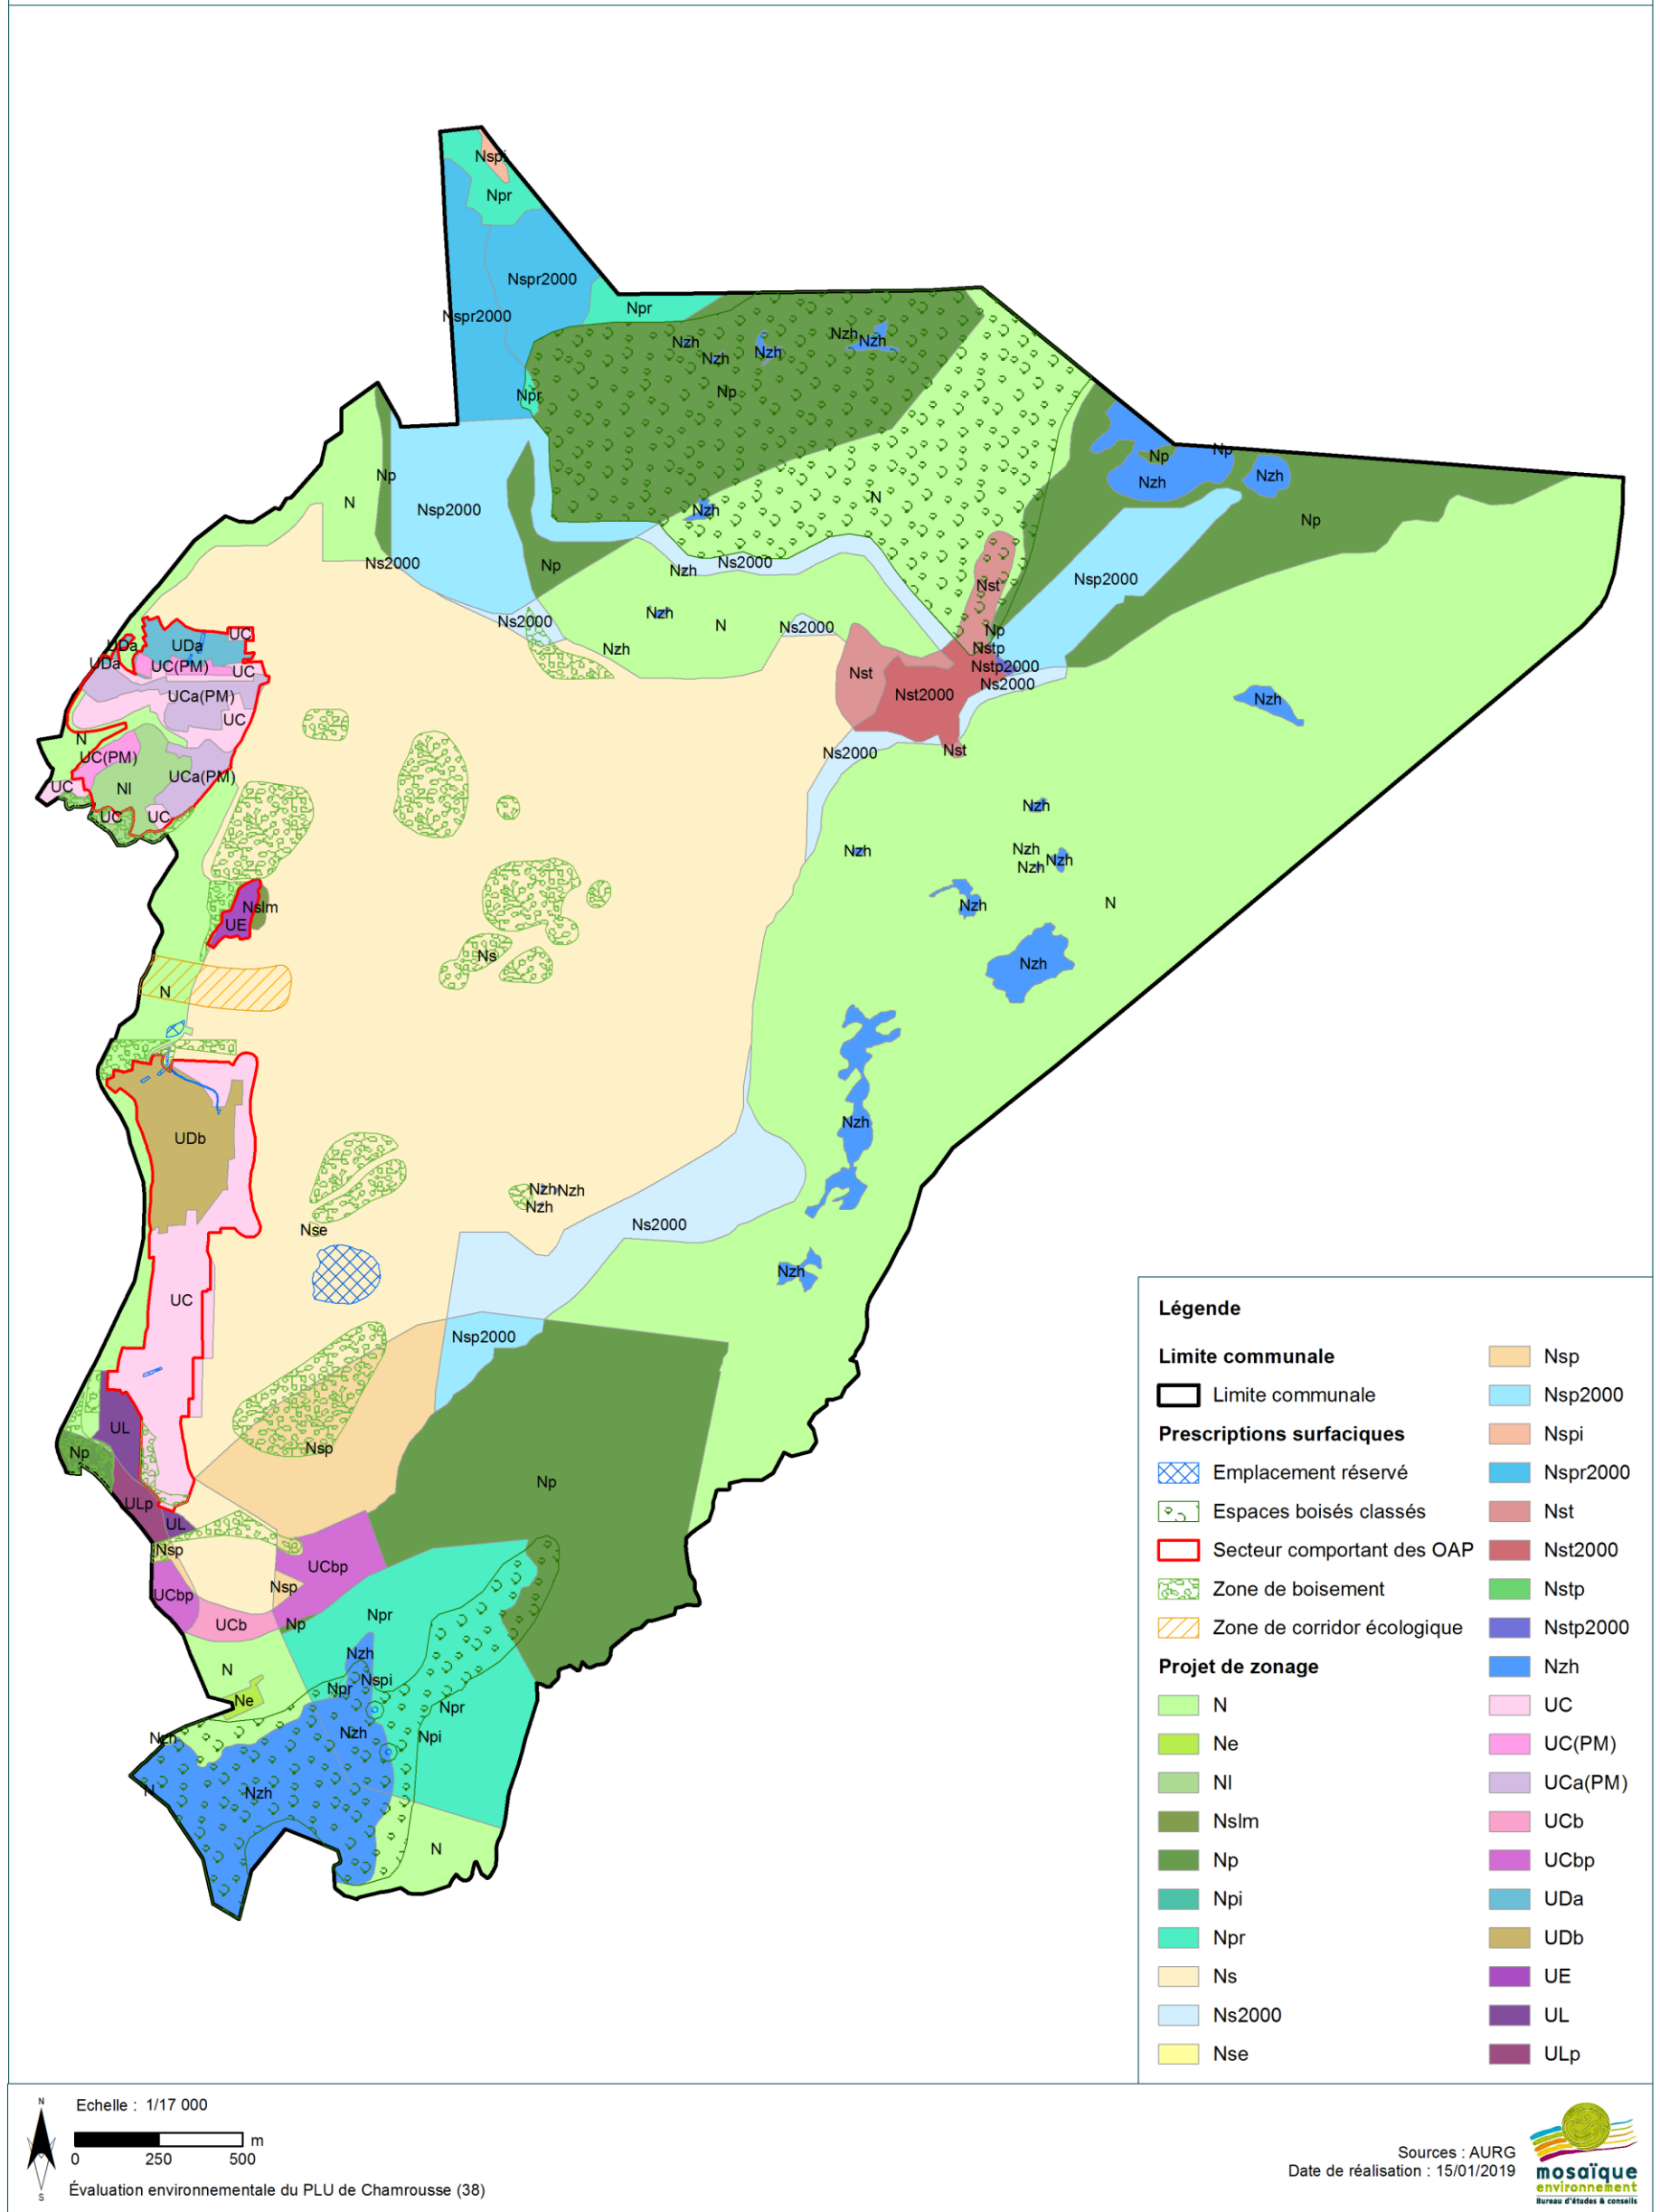 Nspi
Npr
Nspr2000
Nspr2000
Npr
Nzh
Nzh
Nzh
Nzh
Nzh
Np
Npr
Np
Np
Nzh
Nzh
Np
N
Nsp2000
N
Nzh
Np
Ns2000
Np
Nzh
Ns2000
Nsp2000
Nst
Nzh
Ns2000
N
Ns2000
Np
UC
UDa
UDa
Nzh
Nstp
UDa
UC(PM)
UC
Nst
Nstp2000
Ns2000
UCa(PM)
Nst2000
Nzh
UC
N
Ns2000
Nst
UC(PM)
UCa(PM)
UC
Nl
UC
UC
Nzh
Nzh
Nzh
Nzh
Nzh
Nslm
UE
Nzh
N
Ns
Nzh
N
Nzh
UDb
Nzh
Nzh
Nzh
Nse
Ns2000
Nzh
UC
Nsp2000
UL
Nsp
Np
Np
ULp
UL
Nsp
UCbp
Nsp
UCbp
Npr
UCb
Np
Nzh
N
Nspi
Npr
Ne
Npr
Nzh
Nzh
Npi
N
Nzh
N
Légende
Limite communale
Limite communale
Prescriptions surfaciques
Emplacement réservé
Espaces boisés classés
Secteur comportant des OAP
Zone de boisement
Zone de corridor écologique
Projet de zonage
N
Ne
Nl
Nslm
Np
Npi
Npr
Ns
Ns2000
Nse
Nsp
Nsp2000
Nspi
Nspr2000
Nst
Nst2000
Nstp
Nstp2000
Nzh
UC
UC(PM)
UCa(PM)
UCb
UCbp
UDa
UDb
UE
UL
ULp
N
S
Echelle : 1/17 000
m
0 250 500
Évaluation environnementale du PLU de Chamrousse (38)
Sources : AURG
Date de réalisation : 15/01/2019
mosaïque
environnement
Bureau d'études & conseils